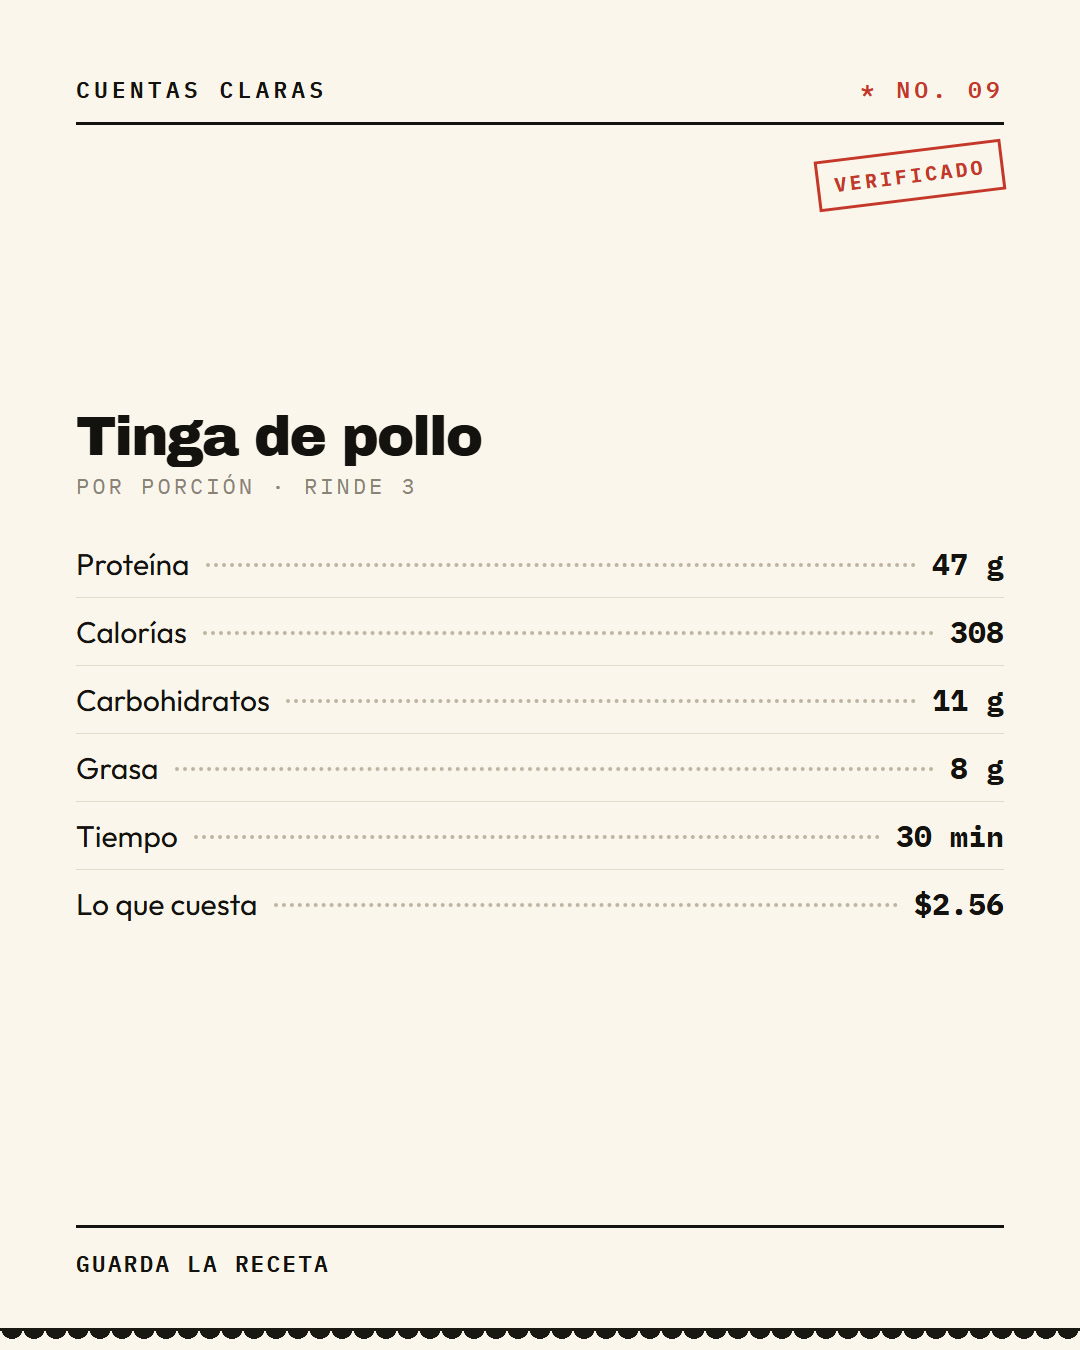 CUENTAS CLARAS * NO. 09
VERIFICADO
Tinga de pollo
POR PORCIÓN · RINDE 3
Proteína 47 g
Calorías 308
Carbohidratos 11 g
Grasa 8 g
Tiempo 30 min
Lo que cuesta $2.56
GUARDA LA RECETA